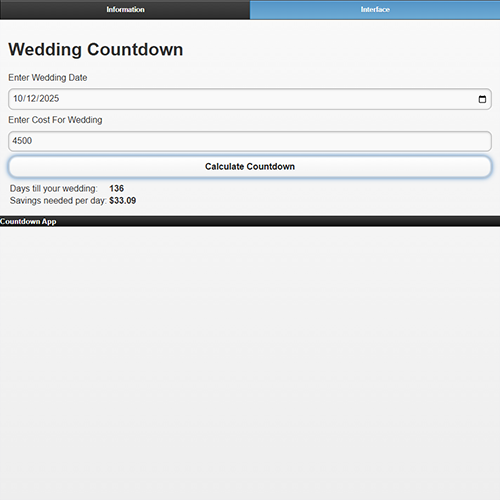 Information
Interface
Wedding Countdown
Enter Wedding Date
10/12/2025
Enter Cost For Wedding
4500
Calculate Countdown
Days till your wedding: 136
Savings needed per day: $33.09
Countdown App